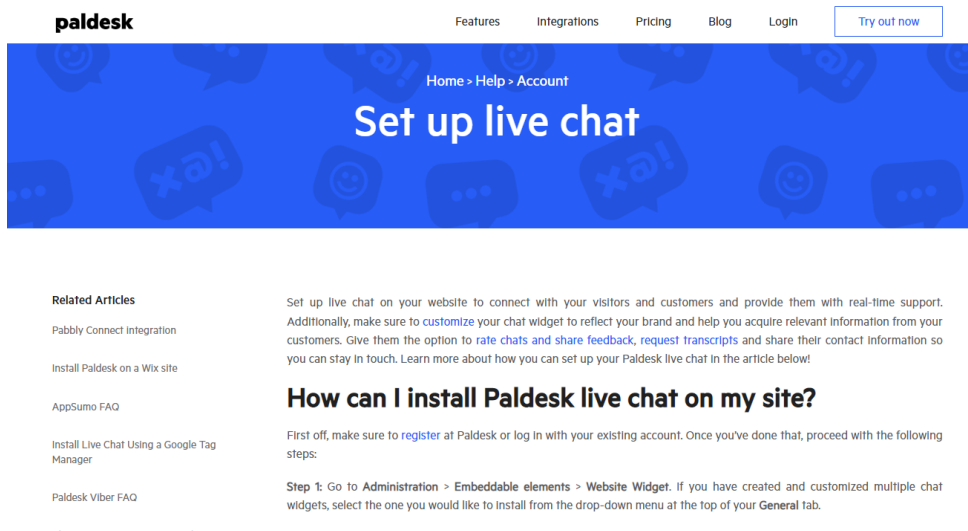 paldesk
Features Integrations Pricing Blog Login Try out now
Home > Help > Account
Set up live chat
Related Articles
Pabbly Connect Integration
Install Paldesk on a Wix site
AppSumo FAQ
Install Live Chat Using a Google Tag
Manager
Paldesk Viber FAQ
Set up live chat on your website to connect with your visitors and customers and provide them with real-time support.
Additionally, make sure to customize your chat widget to reflect your brand and help you acquire relevant information from your
customers. Give them the option to rate chats and share feedback, request transcripts and share their contact information so
you can stay in touch. Learn more about how you can set up your Paldesk live chat in the article below!
How can I install Paldesk live chat on my site?
First off, make sure to register at Paldesk or log in with your existing account. Once you've done that, proceed with the following
steps:
Step 1: Go to Administration > Embeddable elements > Website Widget. If you have created and customized multiple chat
widgets, select the one you would like to install from the drop-down menu at the top of your General tab.